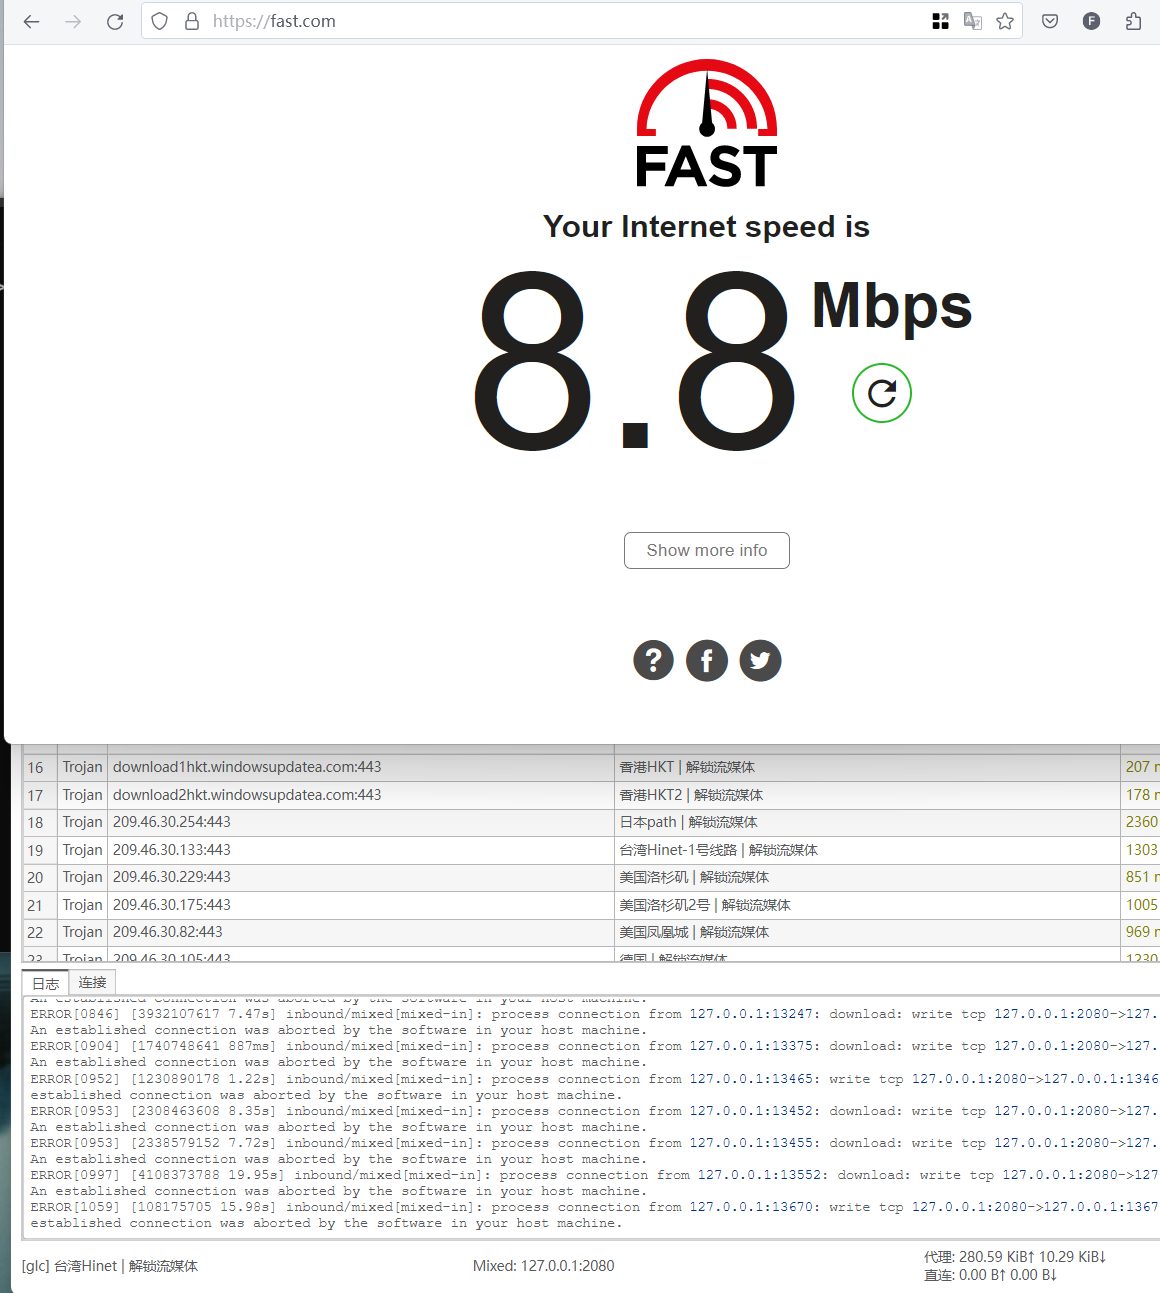 https://fast.com
F
FAST
Your Internet speed is
8.8 Mbps
Show more info
16 Trojan download1hkt.windowsupdatea.com:443 香港HKT | 解锁流媒体 207
17 Trojan download2hkt.windowsupdatea.com:443 香港HKT2 | 解锁流媒体 178
18 Trojan 209.46.30.254:443 日本path | 解锁流媒体 2360
19 Trojan 209.46.30.133:443 台湾Hinet-1号线路 | 解锁流媒体 1303
20 Trojan 209.46.30.229:443 美国洛杉矶 | 解锁流媒体 851
21 Trojan 209.46.30.175:443 美国洛杉矶2号 | 解锁流媒体 1005
22 Trojan 209.46.30.82:443 美国凤凰城 | 解锁流媒体 969
23 Trojan 209.46.30.105:443 德国 | 解锁流媒体 1230
日志 连接
An established connection was aborted by the software in your host machine.
ERROR[0846] [3932107617 7.47s] inbound/mixed[mixed-in]: process connection from 127.0.0.1:13247: download: write tcp 127.0.0.1:2080->127.
An established connection was aborted by the software in your host machine.
ERROR[0904] [1740748641 887ms] inbound/mixed[mixed-in]: process connection from 127.0.0.1:13375: download: write tcp 127.0.0.1:2080->127.
An established connection was aborted by the software in your host machine.
ERROR[0952] [1230890178 1.22s] inbound/mixed[mixed-in]: process connection from 127.0.0.1:13465: write tcp 127.0.0.1:2080->127.0.0.1:1346
established connection was aborted by the software in your host machine.
ERROR[0953] [2308463608 8.35s] inbound/mixed[mixed-in]: process connection from 127.0.0.1:13452: download: write tcp 127.0.0.1:2080->127.
An established connection was aborted by the software in your host machine.
ERROR[0953] [2338579152 7.72s] inbound/mixed[mixed-in]: process connection from 127.0.0.1:13455: download: write tcp 127.0.0.1:2080->127.
An established connection was aborted by the software in your host machine.
ERROR[0997] [4108373788 19.95s] inbound/mixed[mixed-in]: process connection from 127.0.0.1:13552: download: write tcp 127.0.0.1:2080->127
An established connection was aborted by the software in your host machine.
ERROR[1059] [108175705 15.98s] inbound/mixed[mixed-in]: process connection from 127.0.0.1:13670: write tcp 127.0.0.1:2080->127.0.0.1:1367
established connection was aborted by the software in your host machine.
[glc] 台湾Hinet | 解锁流媒体 Mixed: 127.0.0.1:2080 代理: 280.59 KiB↑ 10.29 KiB↓
直连: 0.00 B↑ 0.00 B↓